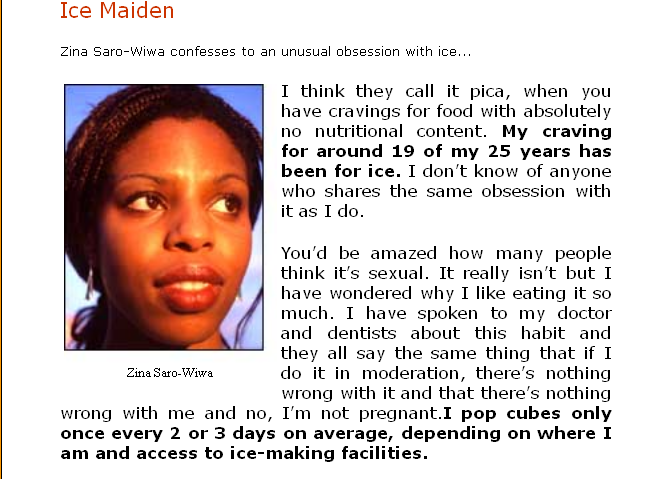 Ice Maiden
Zina Saro-Wiwa confesses to an unusual obsession with ice...
I think they call it pica, when you
have cravings for food with absolutely
no nutritional content. My craving
for around 19 of my 25 years has
been for ice. I don't know of anyone
who shares the same obsession with
it as I do.
You'd be amazed how many people
think it's sexual. It really isn't but I
have wondered why I like eating it so
much. I have spoken to my doctor
and dentists about this habit and
they all say the same thing that if I
do it in moderation, there's nothing
wrong with it and that there's nothing
wrong with me and no, I'm not pregnant.I pop cubes only
once every 2 or 3 days on average, depending on where I
am and access to ice-making facilities.
Zina Saro-Wiwa